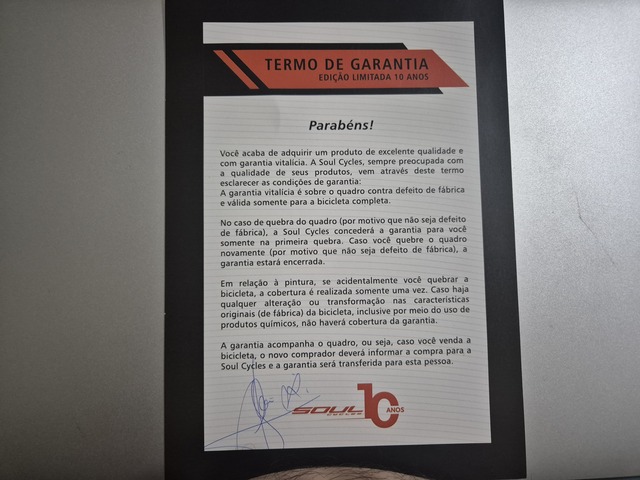 TERMO DE GARANTIA
EDIÇÃO LIMITADA 10 ANOS
Parabéns!
Você acaba de adquirir um produto de excelente qualidade e
com garantia vitalícia. A Soul Cycles, sempre preocupada com
a qualidade de seus produtos, vem através deste termo
esclarecer as condições de garantia:
A garantia vitalícia é sobre o quadro contra defeito de fábrica
e válida somente para a bicicleta completa.
No caso de quebra do quadro (por motivo que não seja defeito
de fábrica), a Soul Cycles concederá a garantia para você
somente na primeira quebra. Caso você quebre o quadro
novamente (por motivo que não seja defeito de fábrica), a
garantia estará encerrada.
Em relação à pintura, se acidentalmente você quebrar a
bicicleta, a cobertura é realizada somente uma vez. Caso haja
qualquer alteração ou transformação nas características
originais (de fábrica) da bicicleta, inclusive por meio do uso de
produtos químicos, não haverá cobertura da garantia.
A garantia acompanha o quadro, ou seja, caso você venda a
bicicleta, o novo comprador deverá informar a compra para a
Soul Cycles e a garantia será transferida para esta pessoa.
SOUL
CYCLES
10
ANOS